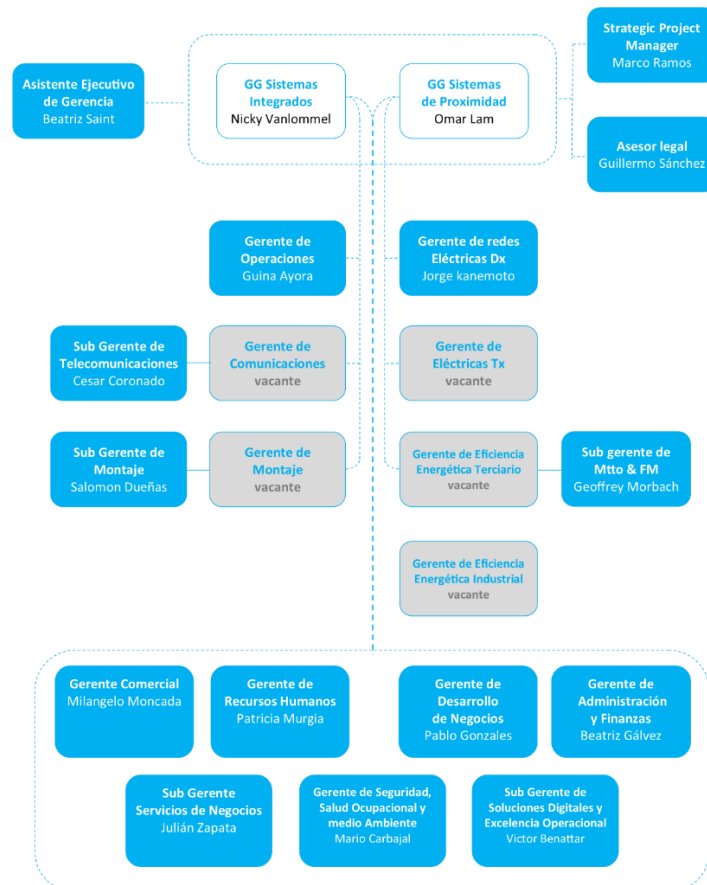 Strategic Project
Manager
Marco Ramos
Asistente Ejecutivo
de Gerencia
Beatriz Saint
GG Sistemas
Integrados
Nicky Vanlommel
GG Sistemas
de Proximidad
Omar Lam
Asesor legal
Guillermo Sánchez
Gerente de
Operaciones
Guina Ayora
Gerente de redes
Eléctricas Dx
Jorge kanemoto
Sub Gerente de
Telecomunicaciones
Cesar Coronado
Gerente de
Comunicaciones
vacante
Gerente de
Eléctricas Tx
vacante
Sub Gerente de
Montaje
Salomon Dueñas
Gerente de
Montaje
vacante
Gerente de Eficiencia
Energética Terciario
vacante
Sub gerente de
Mtto & FM
Geoffrey Morbach
Gerente de Eficiencia
Energética Industrial
vacante
Gerente Comercial
Milangelo Moncada
Gerente de
Recursos Humanos
Patricia Murgia
Gerente de
Desarrollo
de Negocios
Pablo Gonzales
Gerente de
Administración
y Finanzas
Beatriz Gálvez
Sub Gerente
Servicios de Negocios
Julián Zapata
Gerente de Seguridad,
Salud Ocupacional y
medio Ambiente
Mario Carbajal
Sub Gerente de
Soluciones Digitales y
Excelencia Operacional
Victor Benattar